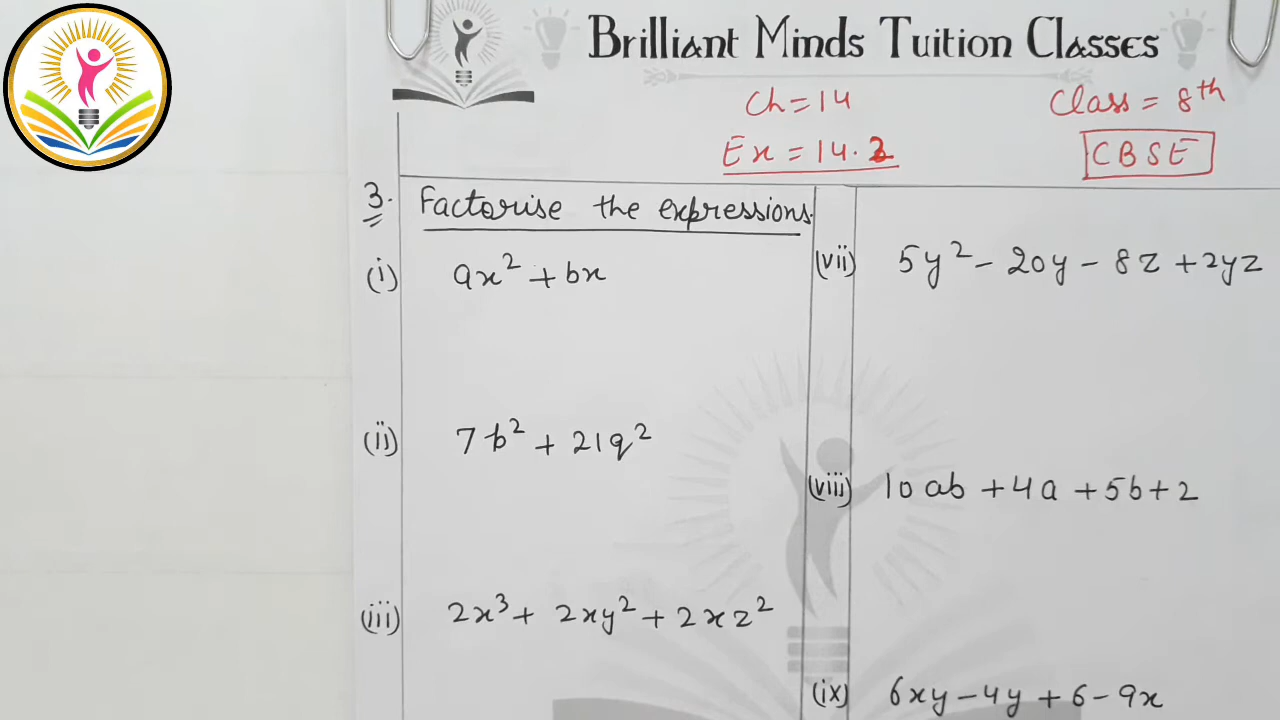 Brilliant Minds Tuition Classes
Ch = 14
Class = 8th
Ex = 14.2
CBSE
3. Factorise the expressions.
(i) ax² + bx
(ii) 7p² + 21q²
(iii) 2x³ + 2xy² + 2xz²
(vii) 5y² - 20y - 8z + 2yz
(viii) 10ab + 4a + 5b + 2
(ix) 6xy - 4y + 6 - 9x